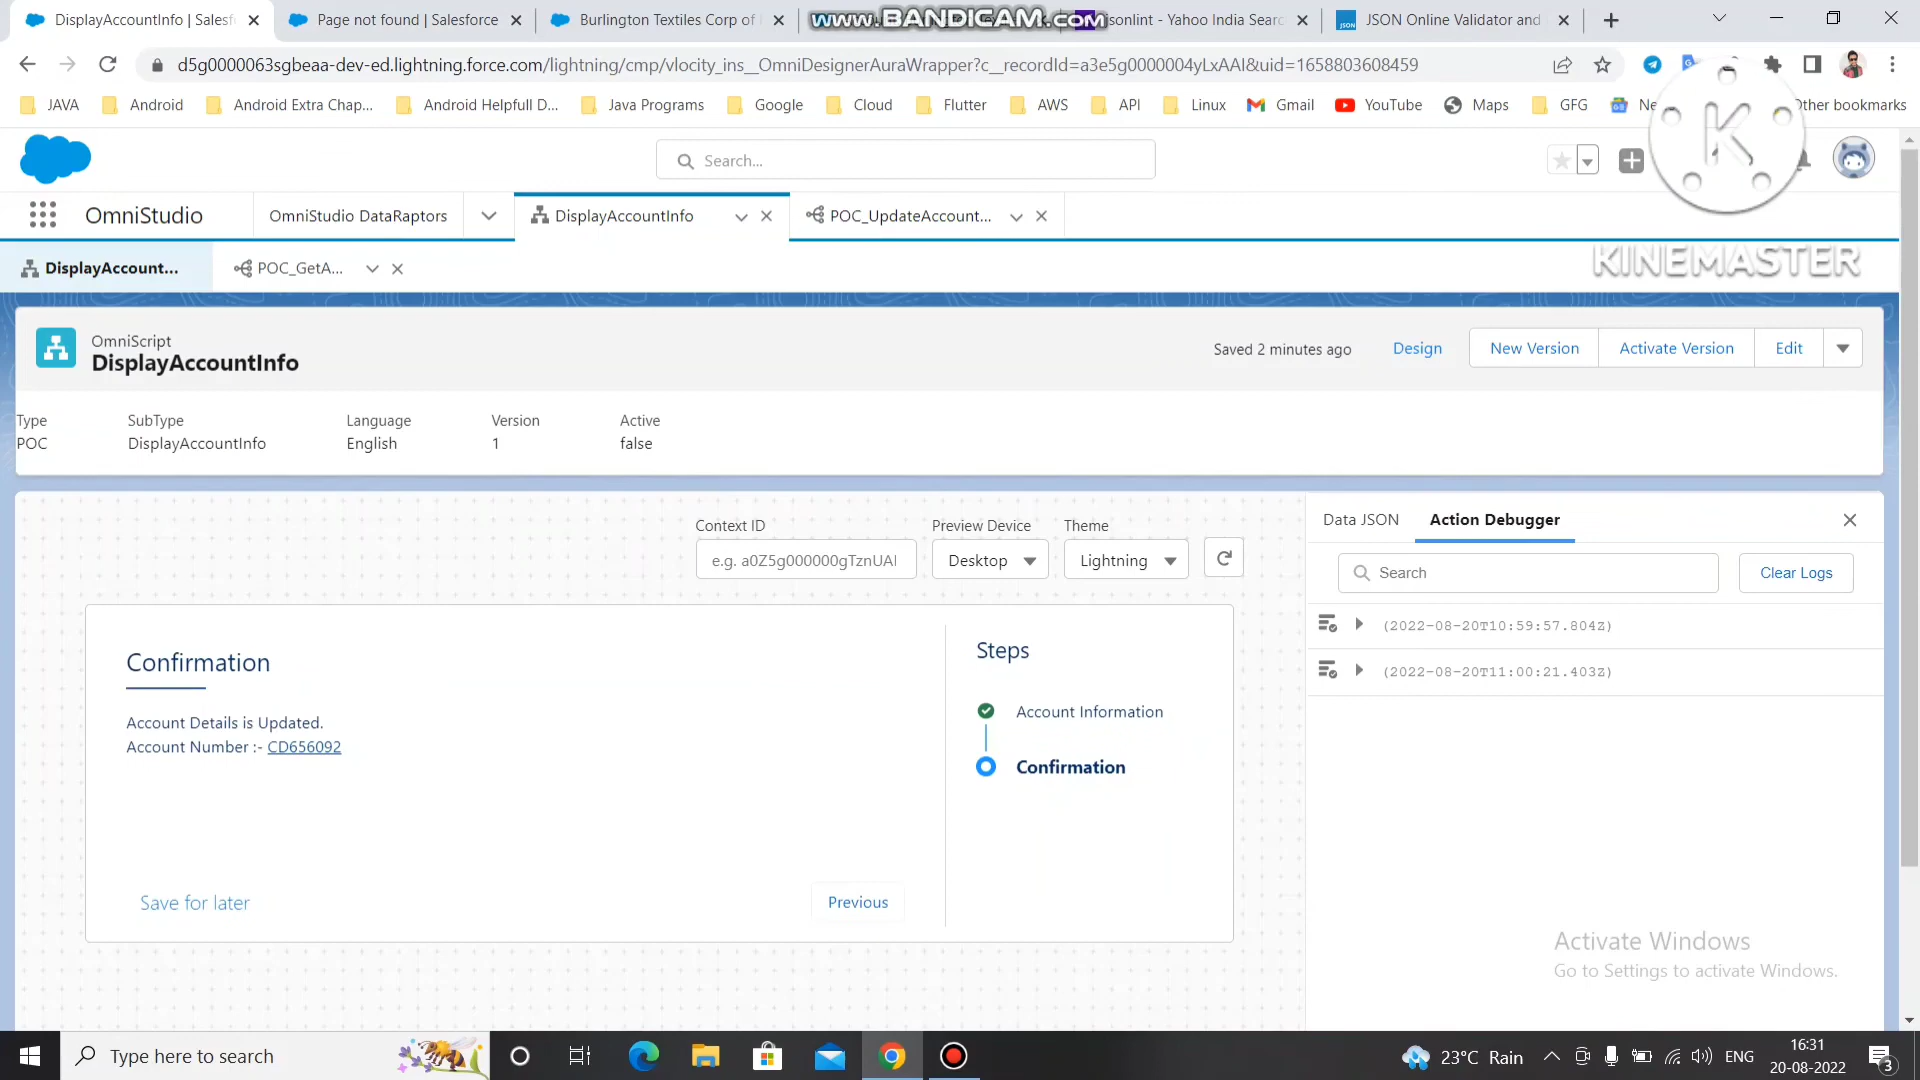 DisplayAccountInfo | Salesf
Page not found | Salesforce
Burlington Textiles Corp of
www.BANDICAM.com
jsonlint - Yahoo India Searc
JSON Online Validator and
d5g0000063sgbeaa-dev-ed.lightning.force.com/lightning/cmp/vlocity_ins__OmniDesignerAuraWrapper?c__recordId=a3e5g0000004yLxAAI&uid=1658803608459
JAVA
Android
Android Extra Chap...
Android Helpfull D...
Java Programs
Google
Cloud
Flutter
AWS
API
Linux
Gmail
YouTube
Maps
GFG
Other bookmarks
K
Search...
OmniStudio
OmniStudio DataRaptors
DisplayAccountInfo
POC_UpdateAccount...
DisplayAccount...
POC_GetA...
KINEMASTER
OmniScript
DisplayAccountInfo
Saved 2 minutes ago
Design
New Version
Activate Version
Edit
Type
SubType
Language
Version
Active
POC
DisplayAccountInfo
English
1
false
Context ID
Preview Device
Theme
e.g. a0Z5g000000gTznUAI
Desktop
Lightning
Data JSON
Action Debugger
Search
Clear Logs
(2022-08-20T10:59:57.804Z)
(2022-08-20T11:00:21.403Z)
Confirmation
Account Details is Updated.
Account Number :- CD656092
Save for later
Previous
Steps
Account Information
Confirmation
Activate Windows
Go to Settings to activate Windows.
Type here to search
23°C Rain
ENG
16:31
20-08-2022
3